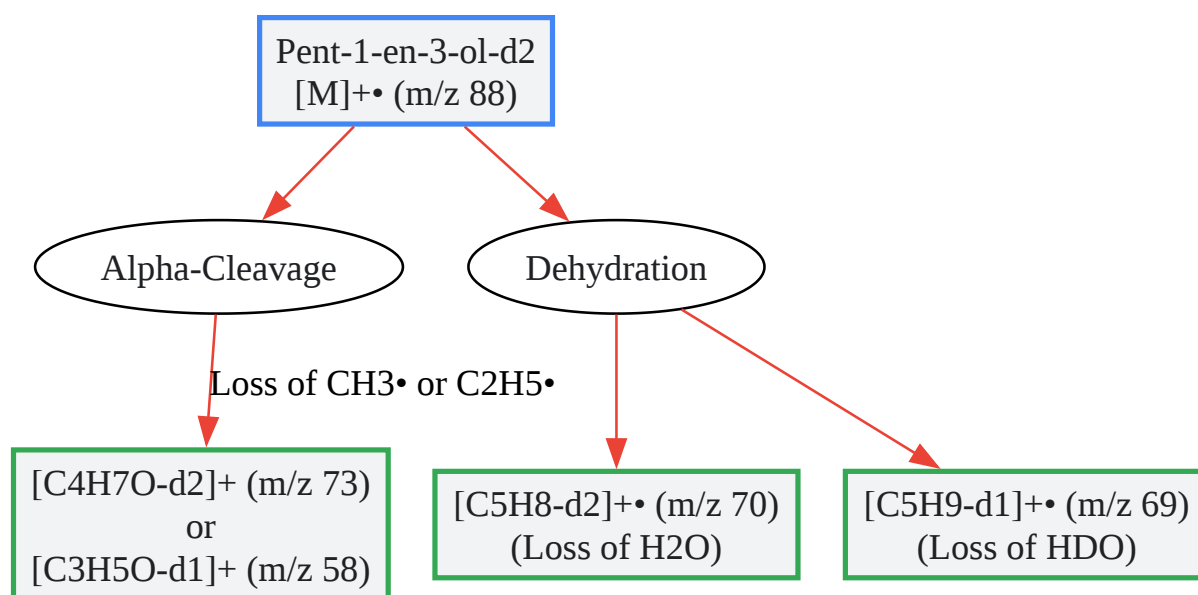 Pent-1-en-3-ol-d2
[M]+• (m/z 88)
Alpha-Cleavage
Dehydration
Loss of CH3• or C2H5•
[C4H7O-d2]+ (m/z 73)
or
[C3H5O-d1]+ (m/z 58)
[C5H8-d2]+• (m/z 70)
(Loss of H2O)
[C5H9-d1]+• (m/z 69)
(Loss of HDO)